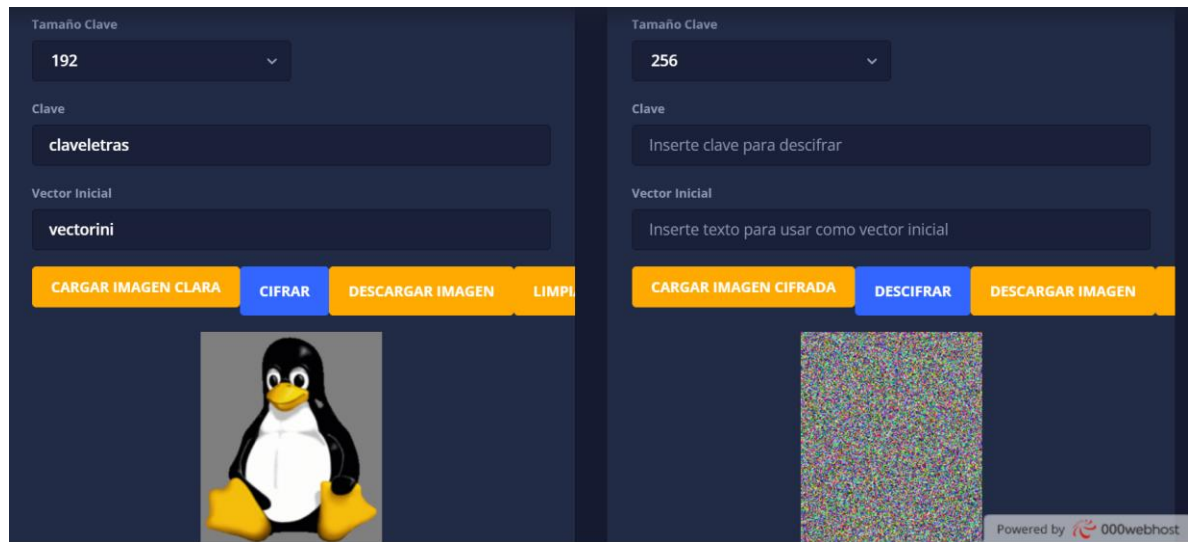 Tamaño Clave
192
Clave
claveletras
Vector Inicial
vectorini
CARGAR IMAGEN CLARA CIFRAR DESCARGAR IMAGEN
Tamaño Clave
256
Clave
Inserte clave para descifrar
Vector Inicial
Inserte texto para usar como vector inicial
CARGAR IMAGEN CIFRADA DESCIFRAR DESCARGAR IMAGEN
Powered by 000webhost